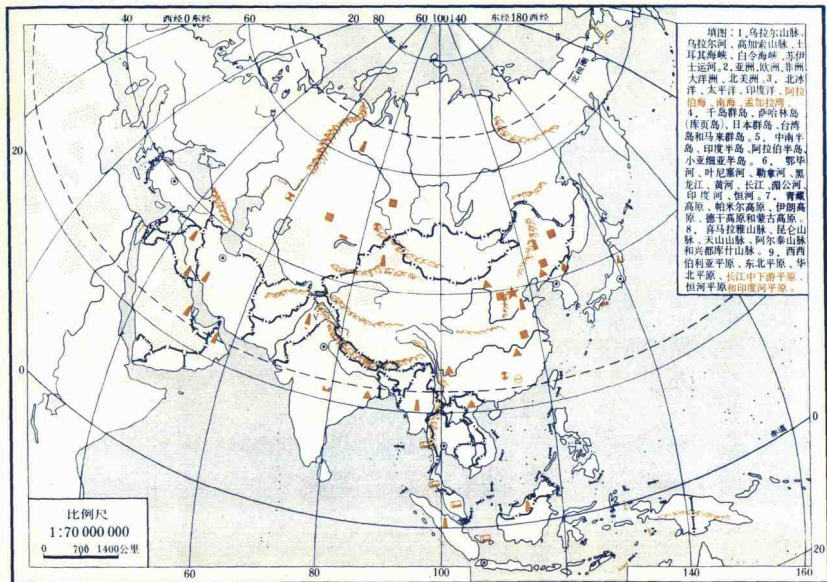 40 西经0东经 60 20 80 60 100 140 东经180西经
填图：1.乌拉尔山脉、
乌拉尔河、高加索山脉、土
耳其海峡、白令海峡、苏伊
士运河。2.亚洲、欧洲、非洲、
大洋洲、北美洲。3.北冰
洋、太平洋、印度洋、阿拉
伯海、南海、孟加拉湾。
4.千岛群岛、萨哈林岛
（库页岛）、日本群岛、台湾
岛和马来群岛。5.中南半
岛、印度半岛、阿拉伯半岛、
小亚细亚半岛。6.鄂毕
河、叶尼塞河、勒拿河、黑
龙江、黄河、长江、湄公河、
印度河、恒河。7.青藏
高原、帕米尔高原、伊朗高
原、德干高原和蒙古高原。
8.喜马拉雅山脉、昆仑山
脉、天山山脉、阿尔泰山脉
和兴都库什山脉。9.西西
伯利亚平原、东北平原、华
北平原、长江中下游平原、
恒河平原和印度河平原。
北极圈
20
0
0
赤道
比例尺
1:70 000 000
0 700 1400公里
20
60 80 100 120 140 160